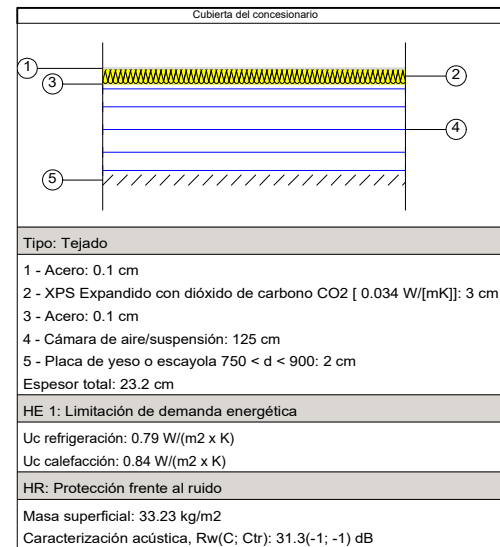 Cubierta del concesionario
1
3
2
4
5
Tipo: Tejado
1 - Acero: 0.1 cm
2 - XPS Expandido con dióxido de carbono CO2 [ 0.034 W/[mK]]: 3 cm
3 - Acero: 0.1 cm
4 - Cámara de aire/suspensión: 125 cm
5 - Placa de yeso o escayola 750 < d < 900: 2 cm
Espesor total: 23.2 cm
HE 1: Limitación de demanda energética
Uc refrigeración: 0.79 W/(m2 x K)
Uc calefacción: 0.84 W/(m2 x K)
HR: Protección frente al ruido
Masa superficial: 33.23 kg/m2
Caracterización acústica, Rw(C; Ctr): 31.3(-1; -1) dB